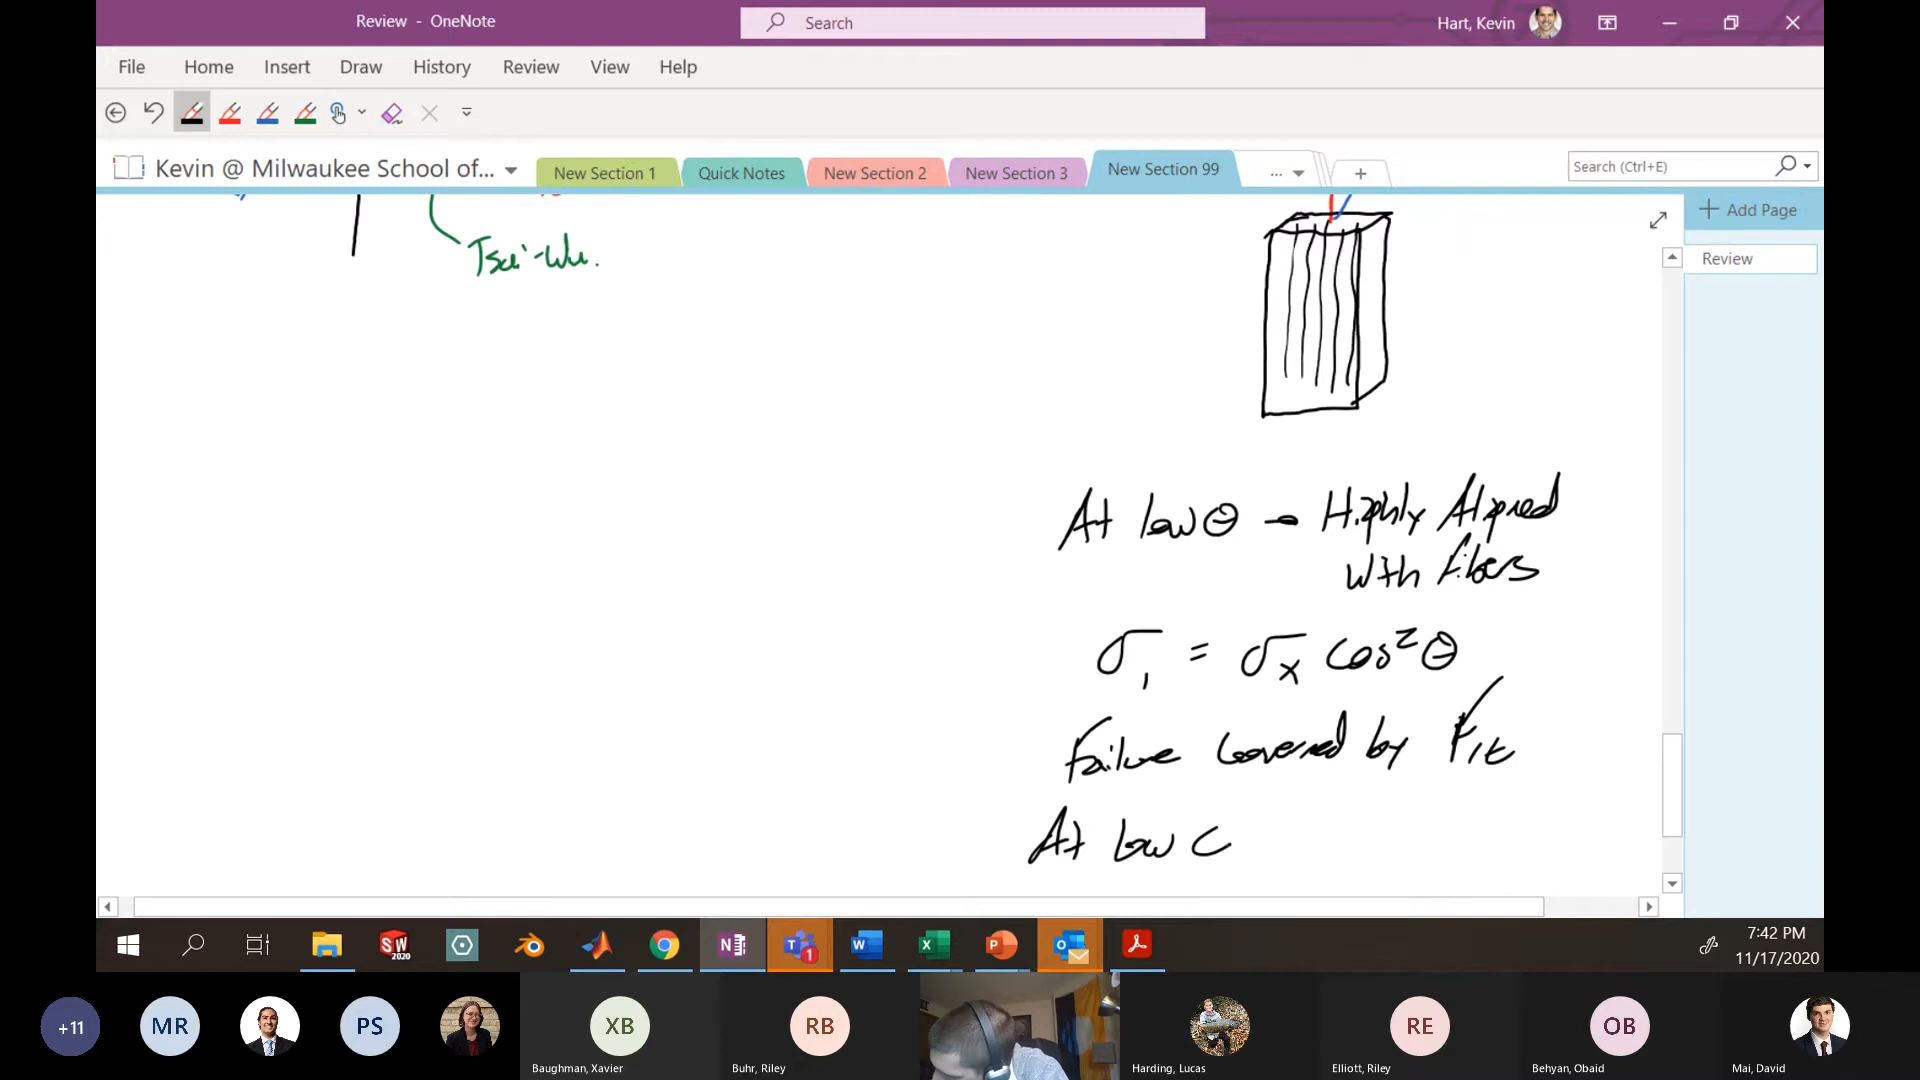 Review - OneNote
Search
Hart, Kevin
File Home Insert Draw History Review View Help
Kevin @ Milwaukee School of...
New Section 1
Quick Notes
New Section 2
New Section 3
New Section 99
...
Search (Ctrl+E)
Add Page
Review
Tsai-Wu.
At low θ - Highly Aligned
with fibers
σ₁ = σₓ cos²θ
Failure Governed by F₁ₜ
At low C
SW
2020
N
T
1
W
X
P
7:42 PM
11/17/2020
+11
MR
PS
XB
Baughman, Xavier
RB
Buhr, Riley
Harding, Lucas
RE
Elliott, Riley
OB
Behyan, Obaid
Mai, David